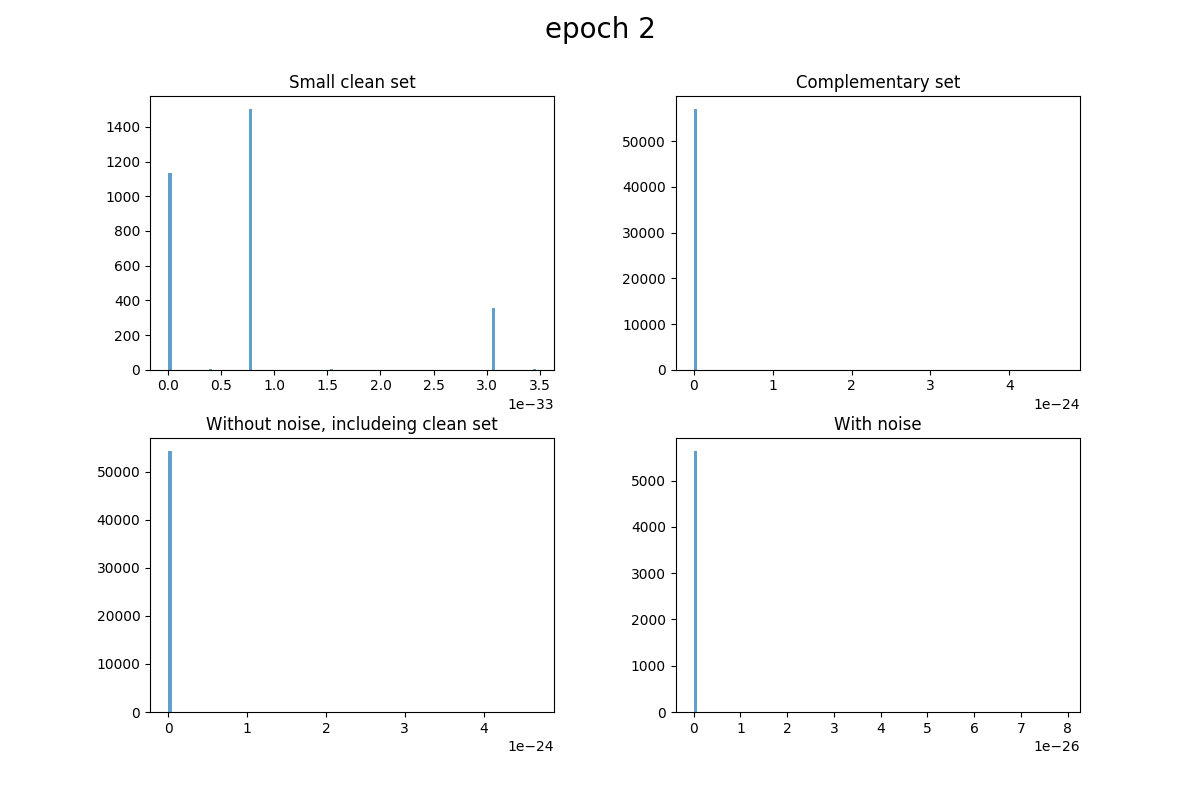 epoch 2
Small clean set
1400
1200
1000
800
600
400
200
0
0.0 0.5 1.0 1.5 2.0 2.5 3.0 3.5
1e−33
Complementary set
50000
40000
30000
20000
10000
0
0 1 2 3 4
1e−24
Without noise, includeing clean set
50000
40000
30000
20000
10000
0
0 1 2 3 4
1e−24
With noise
5000
4000
3000
2000
1000
0
0 1 2 3 4 5 6 7 8
1e−26